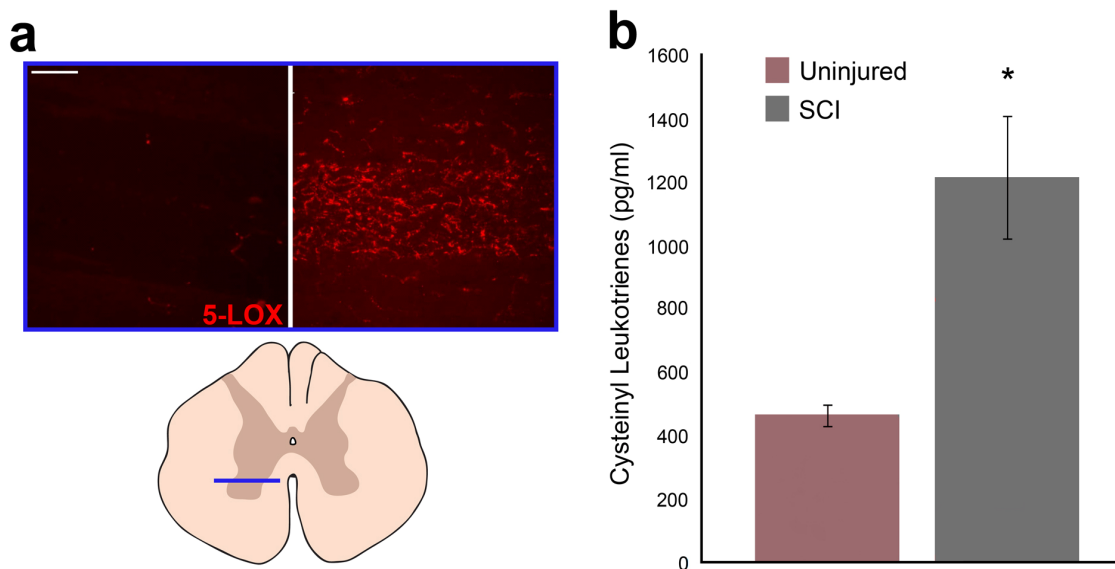 a
5-LOX
b
Uninjured
SCI
*
Cysteinyl Leukotrienes (pg/ml)
1600
1400
1200
1000
800
600
400
200
0